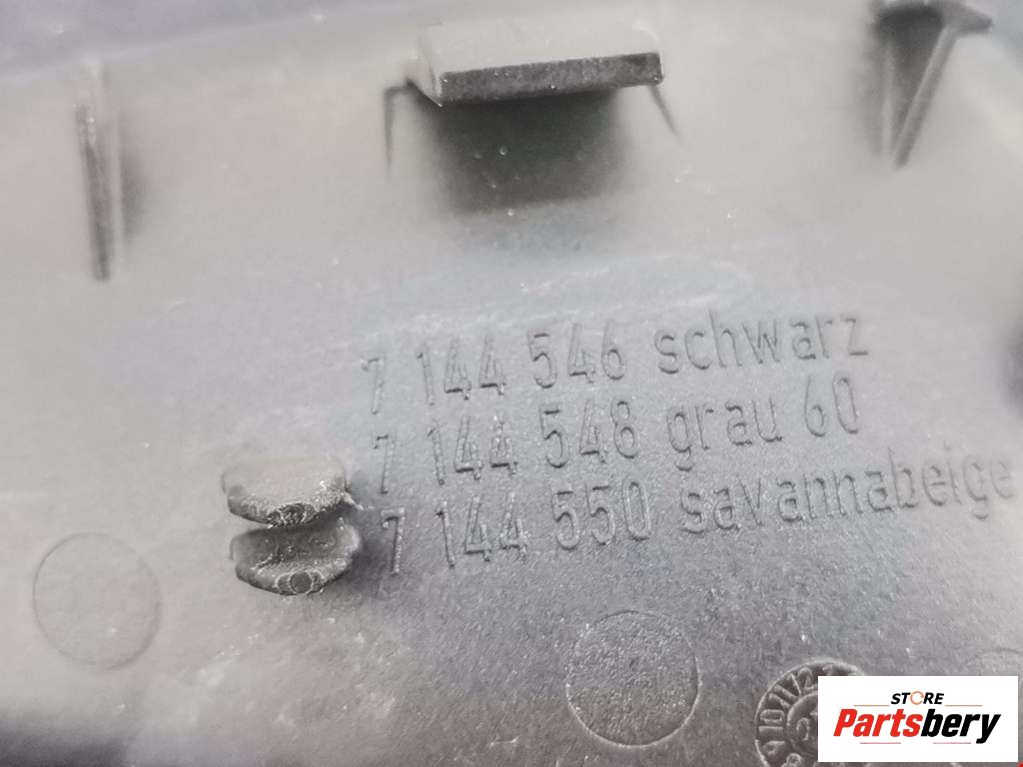 7 144 546 schwarz
7 144 548 grau 60
7 144 550 savannabeige
STORE
Partsbery